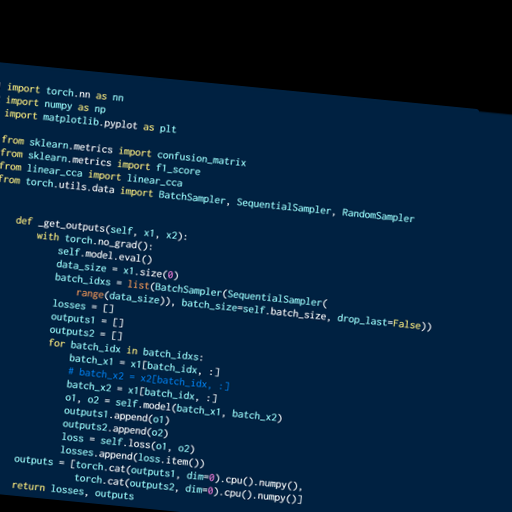 import torch.nn as nn
import numpy as np
import matplotlib.pyplot as plt
from sklearn.metrics import confusion_matrix
from sklearn.metrics import f1_score
from linear_cca import linear_cca
from torch.utils.data import BatchSampler, SequentialSampler, RandomSampler
def _get_outputs(self, x1, x2):
with torch.no_grad():
self.model.eval()
data_size = x1.size(0)
batch_idxs = list(BatchSampler(SequentialSampler(
range(data_size)), batch_size=self.batch_size, drop_last=False))
losses = []
outputs1 = []
outputs2 = []
for batch_idx in batch_idxs:
batch_x1 = x1[batch_idx, :]
# batch_x2 = x2[batch_idx, :]
batch_x2 = x1[batch_idx, :]
o1, o2 = self.model(batch_x1, batch_x2)
outputs1.append(o1)
outputs2.append(o2)
loss = self.loss(o1, o2)
losses.append(loss.item())
outputs = [torch.cat(outputs1, dim=0).cpu().numpy(),
torch.cat(outputs2, dim=0).cpu().numpy()]
return losses, outputs